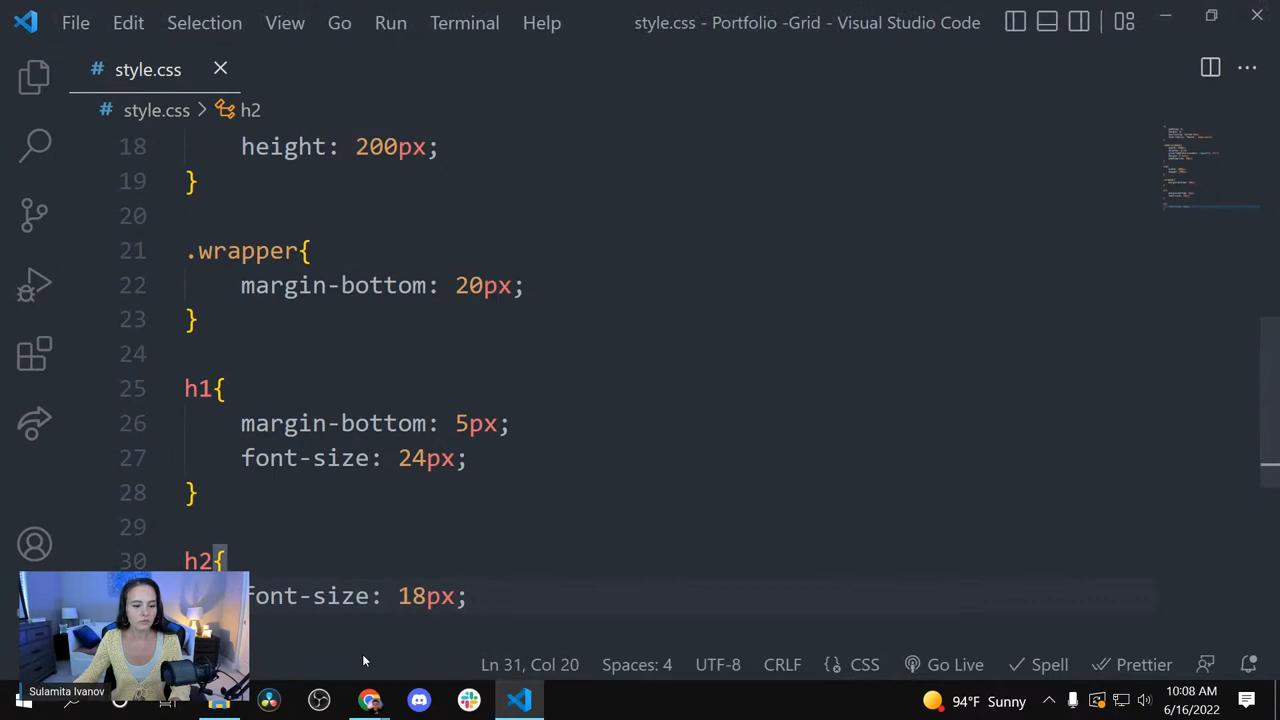 File Edit Selection View Go Run Terminal Help style.css - Portfolio -Grid - Visual Studio Code
# style.css
# style.css > h2
18 height: 200px;
19 }
20
21 .wrapper{
22 margin-bottom: 20px;
23 }
24
25 h1{
26 margin-bottom: 5px;
27 font-size: 24px;
28 }
29
30 h2{
font-size: 18px;
Ln 31, Col 20 Spaces: 4 UTF-8 CRLF {} CSS Go Live Spell Prettier
Sulamita Ivanov
94°F Sunny
10:08 AM
6/16/2022